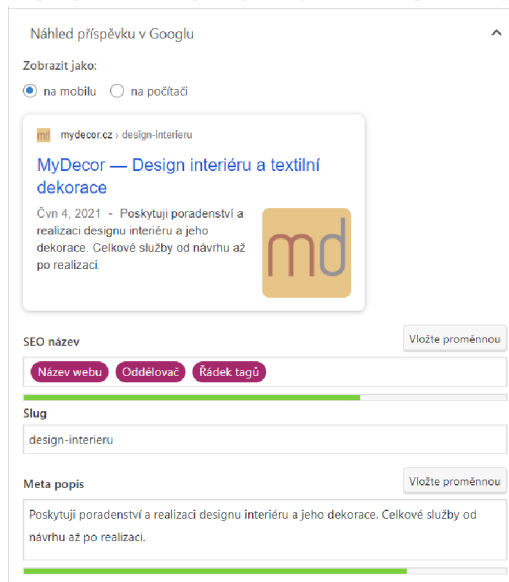 Náhled příspěvku v Googlu
Zobrazit jako:
na mobilu na počítači
md mydecor.cz › design-interieru
MyDecor — Design interiéru a textilní
dekorace
Čvn 4, 2021 - Poskytuji poradenství a
realizaci designu interiéru a jeho
dekorace. Celkové služby od návrhu až
po realizaci.
md
SEO název
Vložte proměnnou
Název webu Oddělovač Řádek tagů
Slug
design-interieru
Meta popis
Vložte proměnnou
Poskytuji poradenství a realizaci designu interiéru a jeho dekorace. Celkové služby od
návrhu až po realizaci.